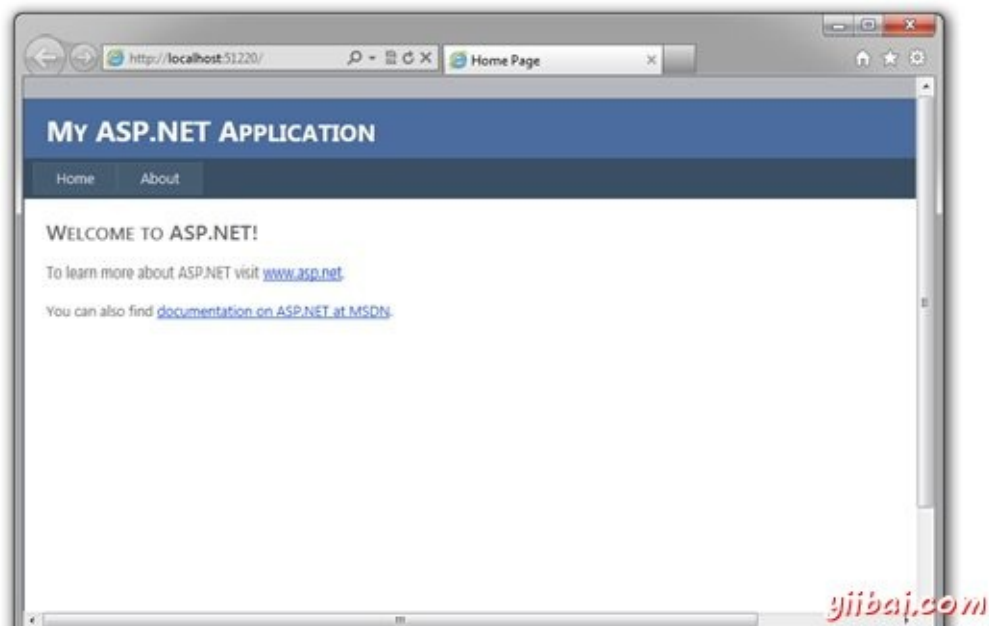 http://localhost:51220/
Home Page
MY ASP.NET APPLICATION
Home About
WELCOME TO ASP.NET!
To learn more about ASP.NET visit www.asp.net.
You can also find documentation on ASP.NET at MSDN.
yiibai.com